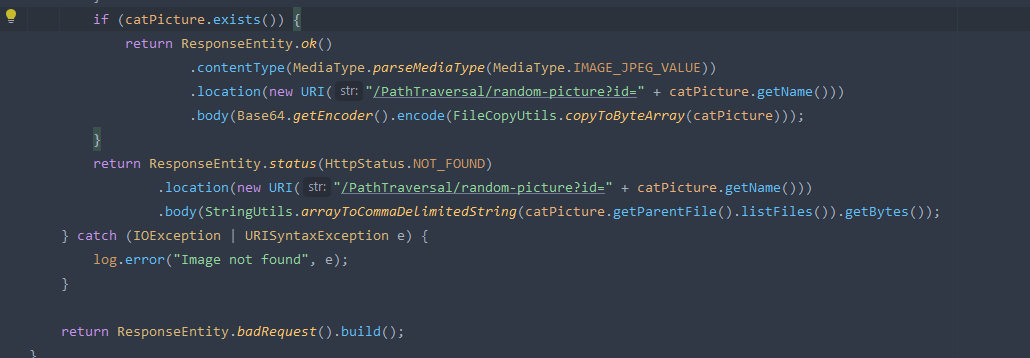 if (catPicture.exists()) {
return ResponseEntity.ok()
.contentType(MediaType.parseMediaType(MediaType.IMAGE_JPEG_VALUE))
.location(new URI( str: "/PathTraversal/random-picture?id=" + catPicture.getName()))
.body(Base64.getEncoder().encode(FileCopyUtils.copyToByteArray(catPicture)));
}
return ResponseEntity.status(HttpStatus.NOT_FOUND)
.location(new URI( str: "/PathTraversal/random-picture?id=" + catPicture.getName()))
.body(StringUtils.arrayToCommaDelimitedString(catPicture.getParentFile().listFiles()).getBytes());
} catch (IOException | URISyntaxException e) {
log.error("Image not found", e);
}
return ResponseEntity.badRequest().build();
}